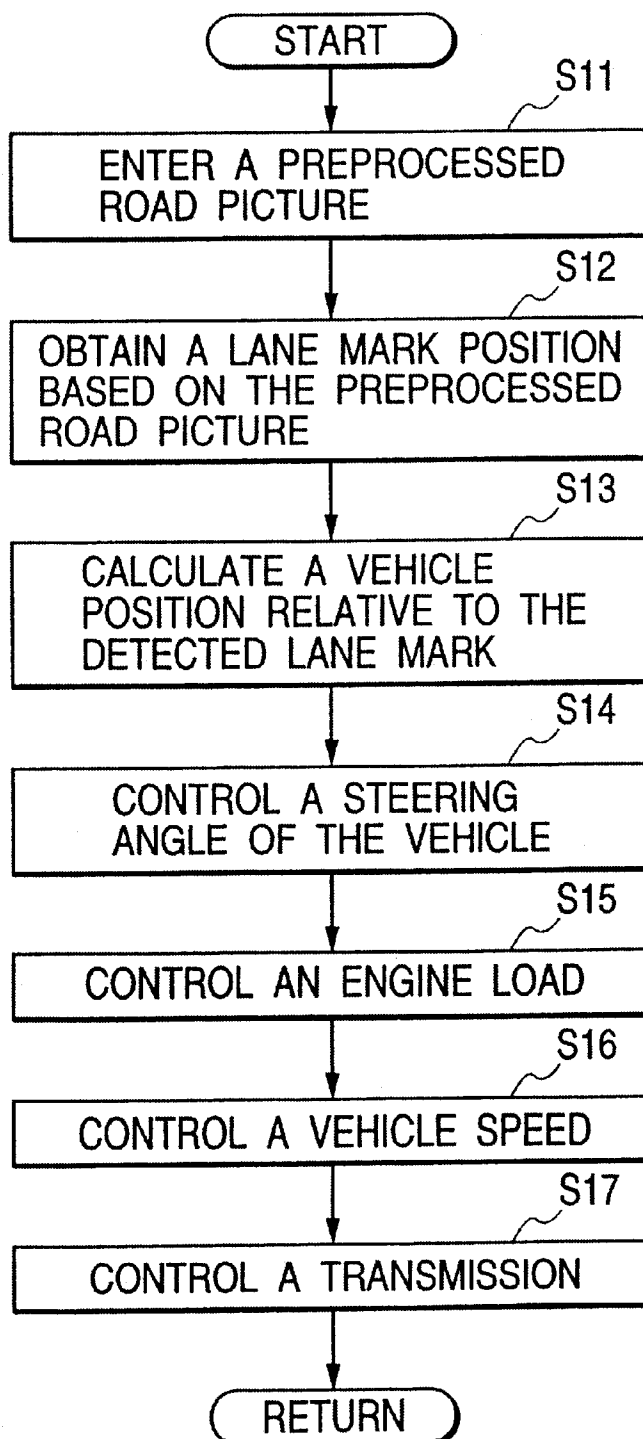 START
S11
ENTER A PREPROCESSED
ROAD PICTURE
S12
OBTAIN A LANE MARK POSITION
BASED ON THE PREPROCESSED
ROAD PICTURE
S13
CALCULATE A VEHICLE
POSITION RELATIVE TO THE
DETECTED LANE MARK
S14
CONTROL A STEERING
ANGLE OF THE VEHICLE
S15
CONTROL AN ENGINE LOAD
S16
CONTROL A VEHICLE SPEED
S17
CONTROL A TRANSMISSION
RETURN